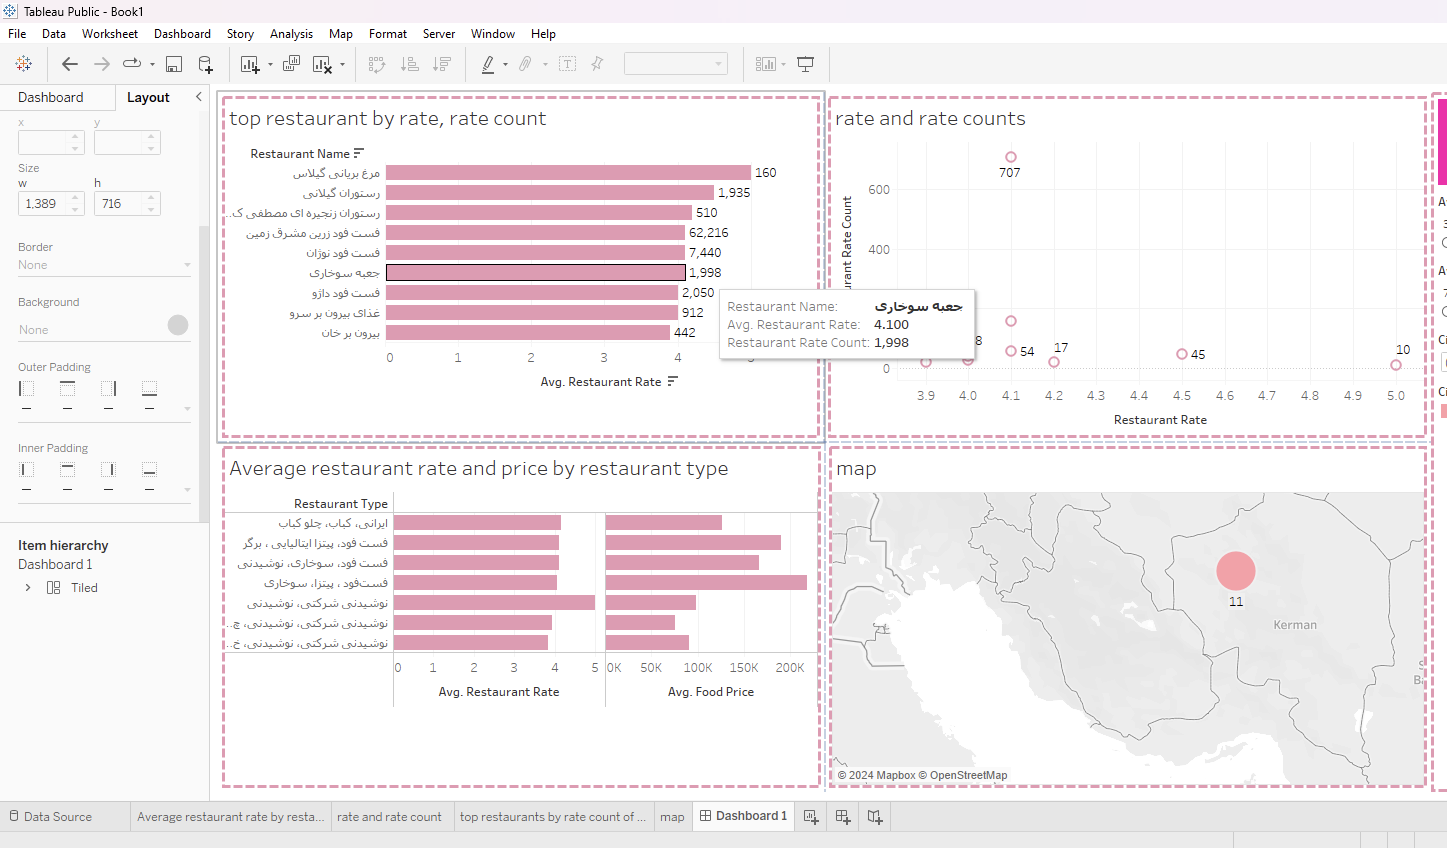 Tableau Public - Book1
File Data Worksheet Dashboard Story Analysis Map Format Server Window Help
Dashboard Layout
x y
Size
w h
1,389 716
Border
None
Background
None
Outer Padding
Inner Padding
Item hierarchy
Dashboard 1
Tiled
top restaurant by rate, rate count
Restaurant Name
مرغ بریانی گیلاس 160
رستوران گیلانی 1,935
رستوران زنجیره ای مصطفی ک... 510
فست فود زرین مشرق زمین 62,216
فست فود نوژان 7,440
جعبه سوخاری 1,998
فست فود داژو 2,050
غذای بیرون بر سرو 912
بیرون بر خان 442
0 1 2 3 4
Avg. Restaurant Rate
Restaurant Name: جعبه سوخاری
Avg. Restaurant Rate: 4.100
Restaurant Rate Count: 1,998
rate and rate counts
707
600
400
0
8
54
17
45
10
3.9 4.0 4.1 4.2 4.3 4.4 4.5 4.6 4.7 4.8 4.9 5.0
Restaurant Rate
Rate Count
Average restaurant rate and price by restaurant type
Restaurant Type
ایرانی، کباب، چلو کباب
فست فود، پیتزا ایتالیایی ، برگر
فست فود، سوخاری، نوشیدنی
فست‌فود ، پیتزا، سوخاری
نوشیدنی شرکتی، نوشیدنی
نوشیدنی شرکتی، نوشیدنی، چ...
نوشیدنی شرکتی، نوشیدنی، خ...
0 1 2 3 4 5 0K 50K 100K 150K 200K
Avg. Restaurant Rate Avg. Food Price
map
11
Kerman
© 2024 Mapbox © OpenStreetMap
Data Source Average restaurant rate by resta... rate and rate count top restaurants by rate count of ... map Dashboard 1